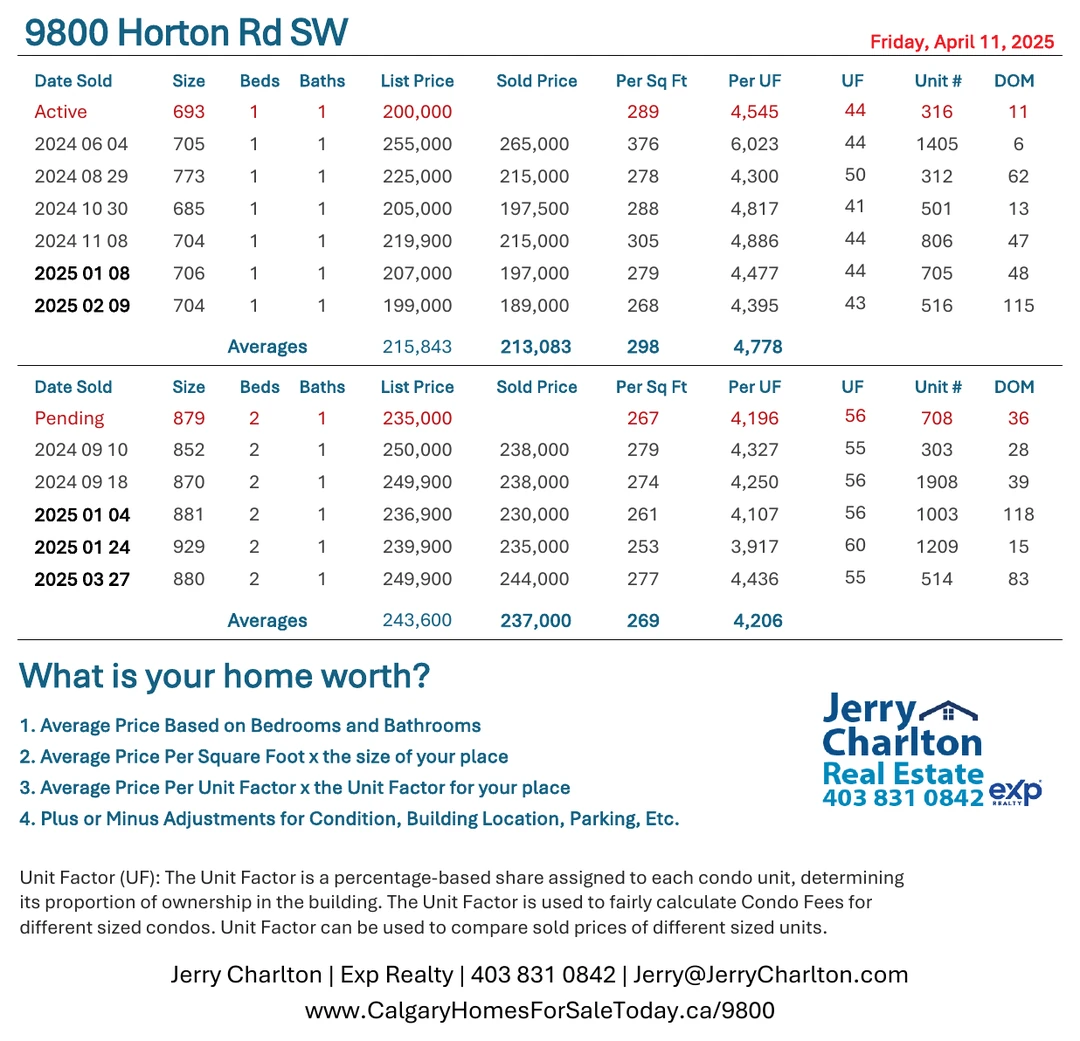 9800 Horton Rd SW
Friday, April 11, 2025
Date Sold Size Beds Baths List Price Sold Price Per Sq Ft Per UF UF Unit # DOM
Active 693 1 1 200,000 289 4,545 44 316 11
2024 06 04 705 1 1 255,000 265,000 376 6,023 44 1405 6
2024 08 29 773 1 1 225,000 215,000 278 4,300 50 312 62
2024 10 30 685 1 1 205,000 197,500 288 4,817 41 501 13
2024 11 08 704 1 1 219,900 215,000 305 4,886 44 806 47
2025 01 08 706 1 1 207,000 197,000 279 4,477 44 705 48
2025 02 09 704 1 1 199,000 189,000 268 4,395 43 516 115
Averages 215,843 213,083 298 4,778
Date Sold Size Beds Baths List Price Sold Price Per Sq Ft Per UF UF Unit # DOM
Pending 879 2 1 235,000 267 4,196 56 708 36
2024 09 10 852 2 1 250,000 238,000 279 4,327 55 303 28
2024 09 18 870 2 1 249,900 238,000 274 4,250 56 1908 39
2025 01 04 881 2 1 236,900 230,000 261 4,107 56 1003 118
2025 01 24 929 2 1 239,900 235,000 253 3,917 60 1209 15
2025 03 27 880 2 1 249,900 244,000 277 4,436 55 514 83
Averages 243,600 237,000 269 4,206
What is your home worth?
1. Average Price Based on Bedrooms and Bathrooms
2. Average Price Per Square Foot x the size of your place
3. Average Price Per Unit Factor x the Unit Factor for your place
4. Plus or Minus Adjustments for Condition, Building Location, Parking, Etc.
Jerry
Charlton
Real Estate
403 831 0842
exp
REALTY
Unit Factor (UF): The Unit Factor is a percentage-based share assigned to each condo unit, determining
its proportion of ownership in the building. The Unit Factor is used to fairly calculate Condo Fees for
different sized condos. Unit Factor can be used to compare sold prices of different sized units.
Jerry Charlton | Exp Realty | 403 831 0842 | Jerry@JerryCharlton.com
www.CalgaryHomesForSaleToday.ca/9800